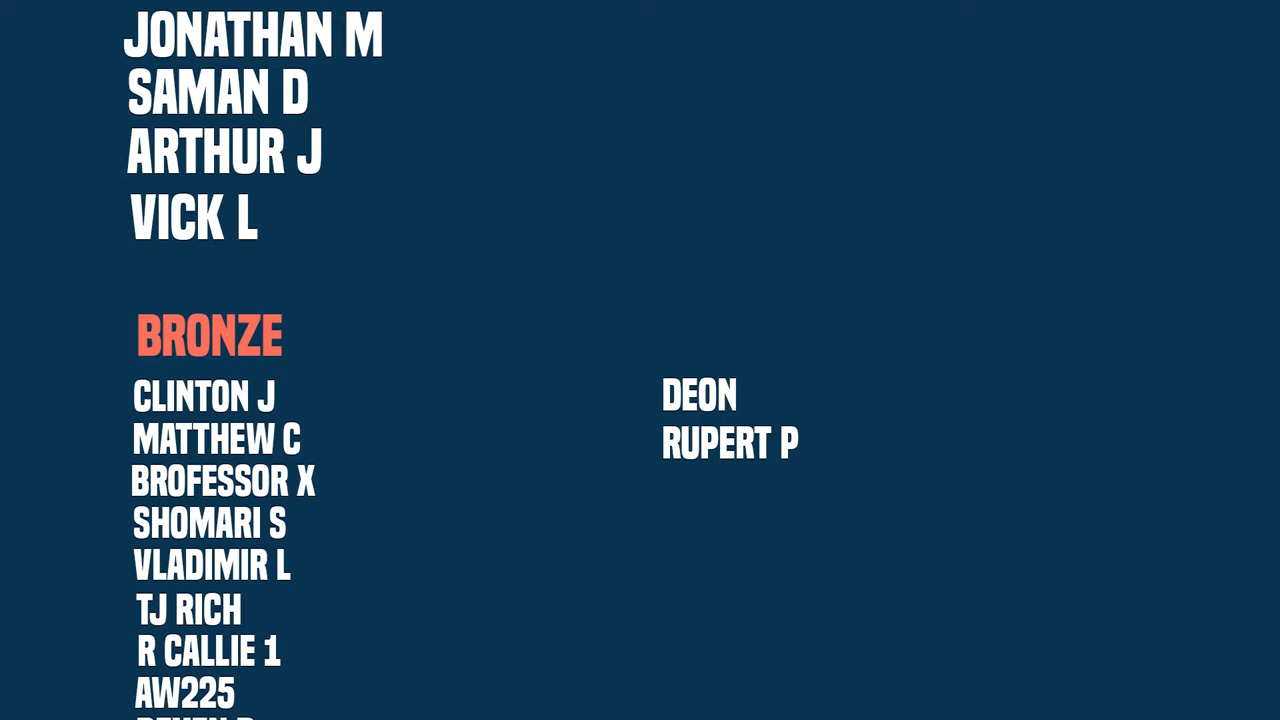 JONATHAN M
SAMAN D
ARTHUR J
VICK L
BRONZE
CLINTON J
MATTHEW C
BROFESSOR X
SHOMARI S
VLADIMIR L
TJ RICH
R CALLIE 1
AW225
DEON
RUPERT P